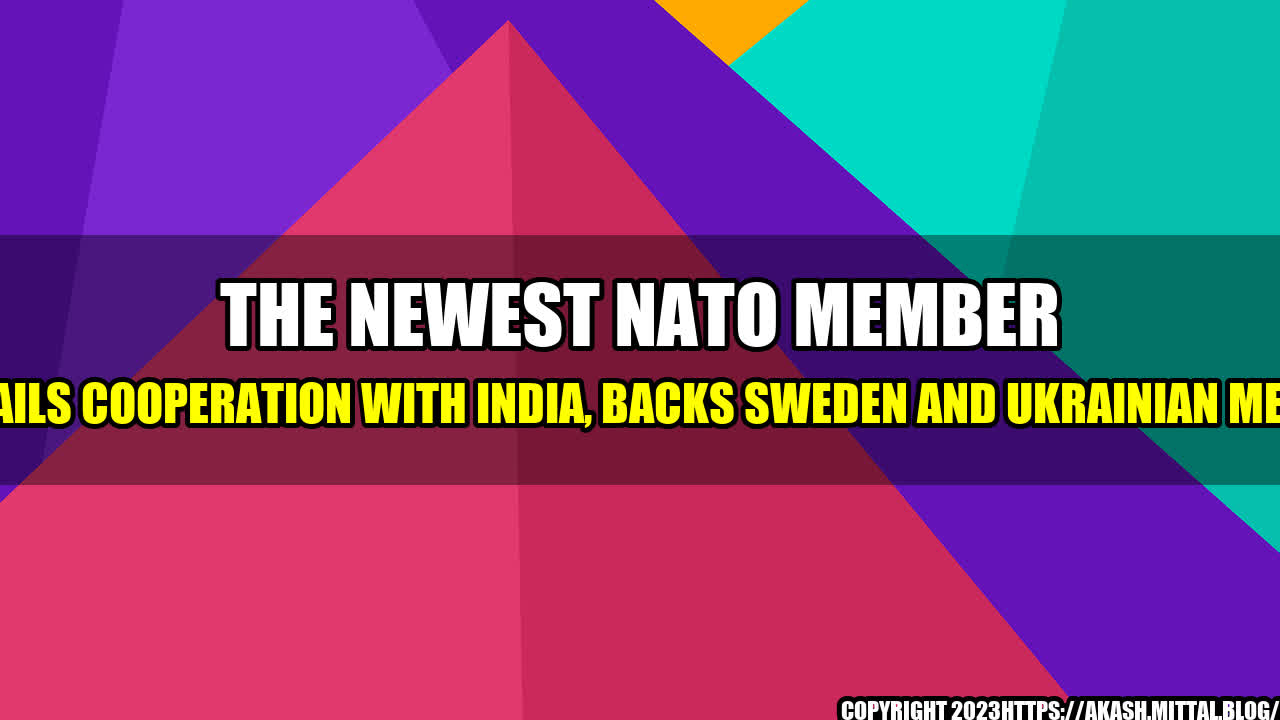 THE NEWEST NATO MEMBER
AILS COOPERATION WITH INDIA, BACKS SWEDEN AND UKRAINIAN ME
COPYRIGHT 2023HTTPS://AKASH.MITTAL.BLOG/